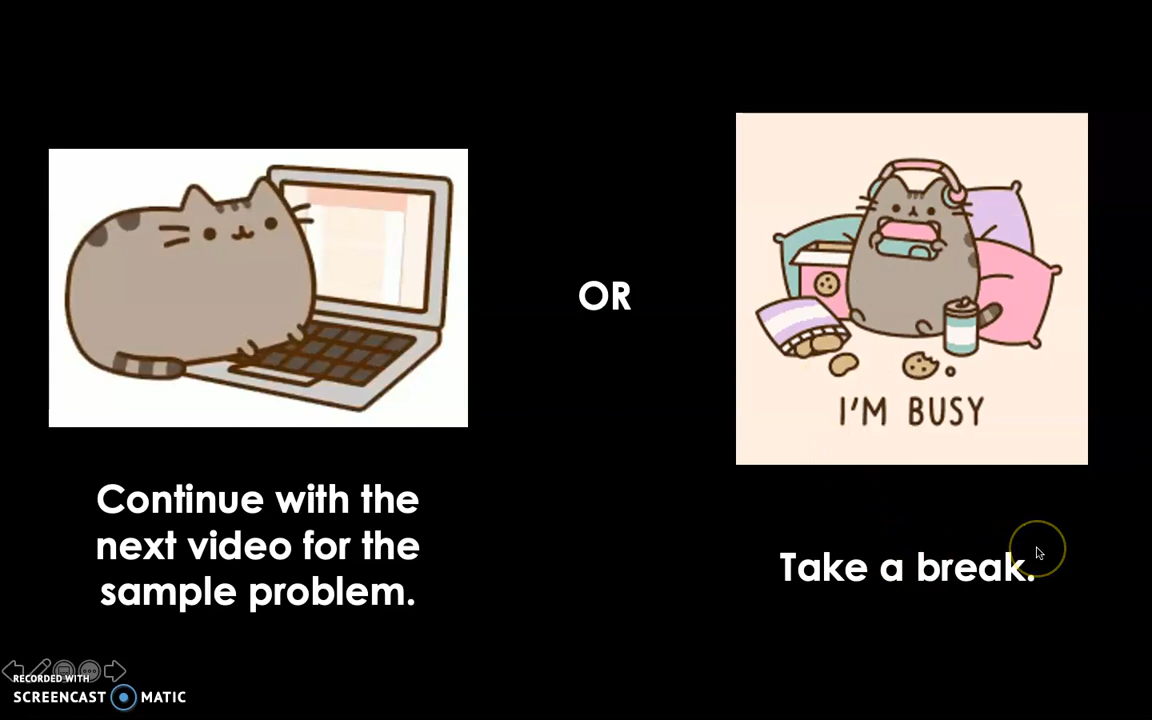 OR
I'M BUSY
Continue with the
next video for the
sample problem.
Take a break.
RECORDED WITH
SCREENCAST MATIC